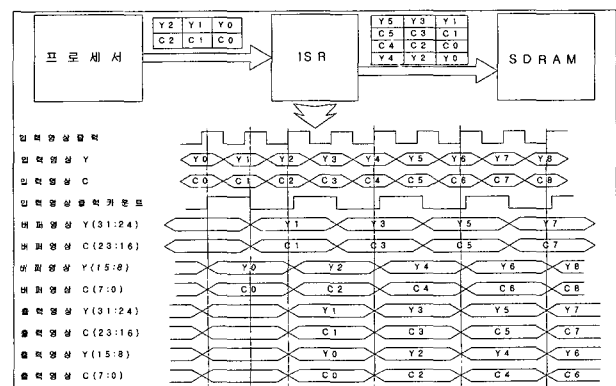 Y2 Y1 Y0
C2 C1 C0
Y5 Y3 Y1
C5 C3 C1
C4 C2 C0
Y4 Y2 Y0
프로세서
ISR
SDRAM
입력영상클럭
입력영상 Y Y0 Y1 Y2 Y3 Y4 Y5 Y6 Y7 Y8
입력영상 C C0 C1 C2 C3 C4 C5 C6 C7 C8
입력영상클럭카운트
버퍼영상 Y(31:24) Y1 Y3 Y5 Y7
버퍼영상 C(23:16) C1 C3 C5 C7
버퍼영상 Y(15:8) Y0 Y2 Y4 Y6 Y8
버퍼영상 C(7:0) C0 C2 C4 C6 C8
출력영상 Y(31:24) Y1 Y3 Y5 Y7
출력영상 C(23:16) C1 C3 C5 C7
출력영상 Y(15:8) Y0 Y2 Y4 Y6
출력영상 C(7:0) C0 C2 C4 C6